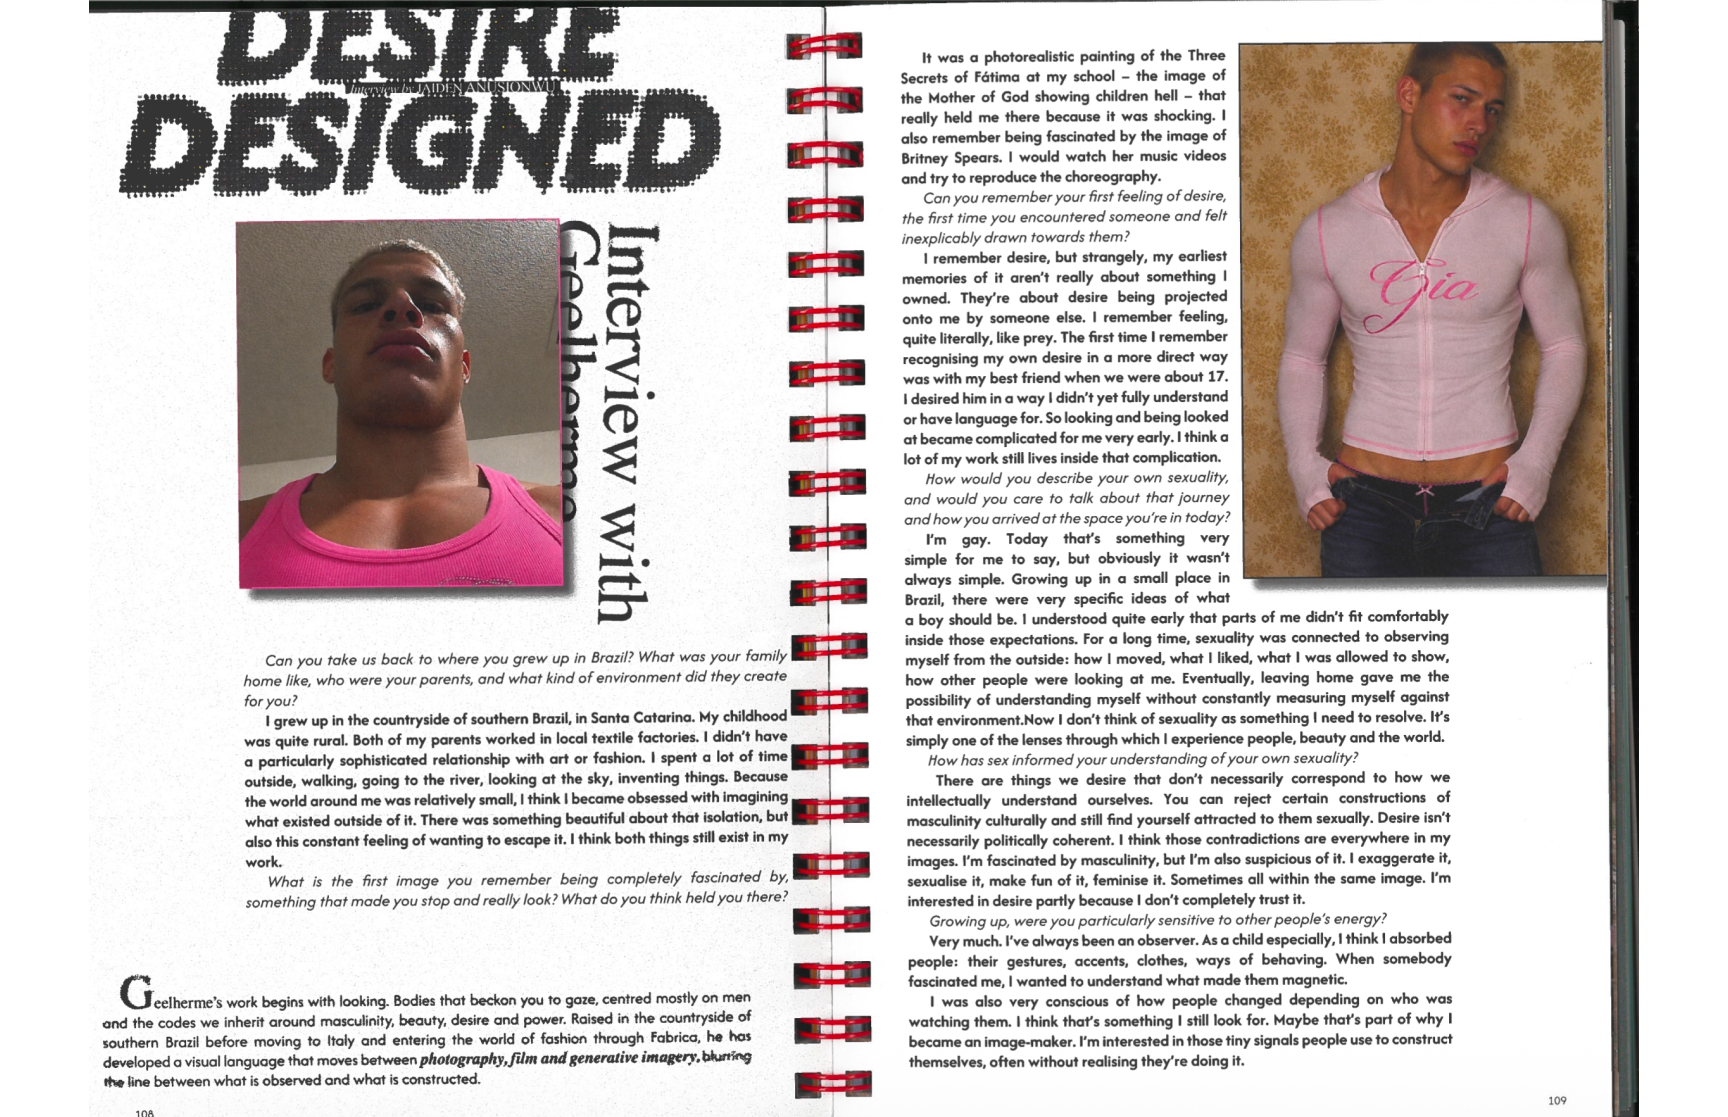 DESIRE
Interview by JAIDEN ANUSIONWU
DESIGNED
Interview with
Geelherme
Can you take us back to where you grew up in Brazil? What was your family
home like, who were your parents, and what kind of environment did they create
for you?
I grew up in the countryside of southern Brazil, in Santa Catarina. My childhood
was quite rural. Both of my parents worked in local textile factories. I didn't have
a particularly sophisticated relationship with art or fashion. I spent a lot of time
outside, walking, going to the river, looking at the sky, inventing things. Because
the world around me was relatively small, I think I became obsessed with imagining
what existed outside of it. There was something beautiful about that isolation, but
also this constant feeling of wanting to escape it. I think both things still exist in my
work.
What is the first image you remember being completely fascinated by,
something that made you stop and really look? What do you think held you there?
Geelherme's work begins with looking. Bodies that beckon you to gaze, centred mostly on men
and the codes we inherit around masculinity, beauty, desire and power. Raised in the countryside of
southern Brazil before moving to Italy and entering the world of fashion through Fabrica, he has
developed a visual language that moves between photography, film and generative imagery, blurring
the line between what is observed and what is constructed.
108
It was a photorealistic painting of the Three
Secrets of Fátima at my school – the image of
the Mother of God showing children hell – that
really held me there because it was shocking. I
also remember being fascinated by the image of
Britney Spears. I would watch her music videos
and try to reproduce the choreography.
Can you remember your first feeling of desire,
the first time you encountered someone and felt
inexplicably drawn towards them?
I remember desire, but strangely, my earliest
memories of it aren't really about something I
owned. They're about desire being projected
onto me by someone else. I remember feeling,
quite literally, like prey. The first time I remember
recognising my own desire in a more direct way
was with my best friend when we were about 17.
I desired him in a way I didn't yet fully understand
or have language for. So looking and being looked
at became complicated for me very early. I think a
lot of my work still lives inside that complication.
How would you describe your own sexuality,
and would you care to talk about that journey
and how you arrived at the space you're in today?
I'm gay. Today that's something very
simple for me to say, but obviously it wasn't
always simple. Growing up in a small place in
Brazil, there were very specific ideas of what
a boy should be. I understood quite early that parts of me didn't fit comfortably
inside those expectations. For a long time, sexuality was connected to observing
myself from the outside: how I moved, what I liked, what I was allowed to show,
how other people were looking at me. Eventually, leaving home gave me the
possibility of understanding myself without constantly measuring myself against
that environment.Now I don't think of sexuality as something I need to resolve. It's
simply one of the lenses through which I experience people, beauty and the world.
How has sex informed your understanding of your own sexuality?
There are things we desire that don't necessarily correspond to how we
intellectually understand ourselves. You can reject certain constructions of
masculinity culturally and still find yourself attracted to them sexually. Desire isn't
necessarily politically coherent. I think those contradictions are everywhere in my
images. I'm fascinated by masculinity, but I'm also suspicious of it. I exaggerate it,
sexualise it, make fun of it, feminise it. Sometimes all within the same image. I'm
interested in desire partly because I don't completely trust it.
Growing up, were you particularly sensitive to other people's energy?
Very much. I've always been an observer. As a child especially, I think I absorbed
people: their gestures, accents, clothes, ways of behaving. When somebody
fascinated me, I wanted to understand what made them magnetic.
I was also very conscious of how people changed depending on who was
watching them. I think that's something I still look for. Maybe that's part of why I
became an image-maker. I'm interested in those tiny signals people use to construct
themselves, often without realising they're doing it.
Gia
109